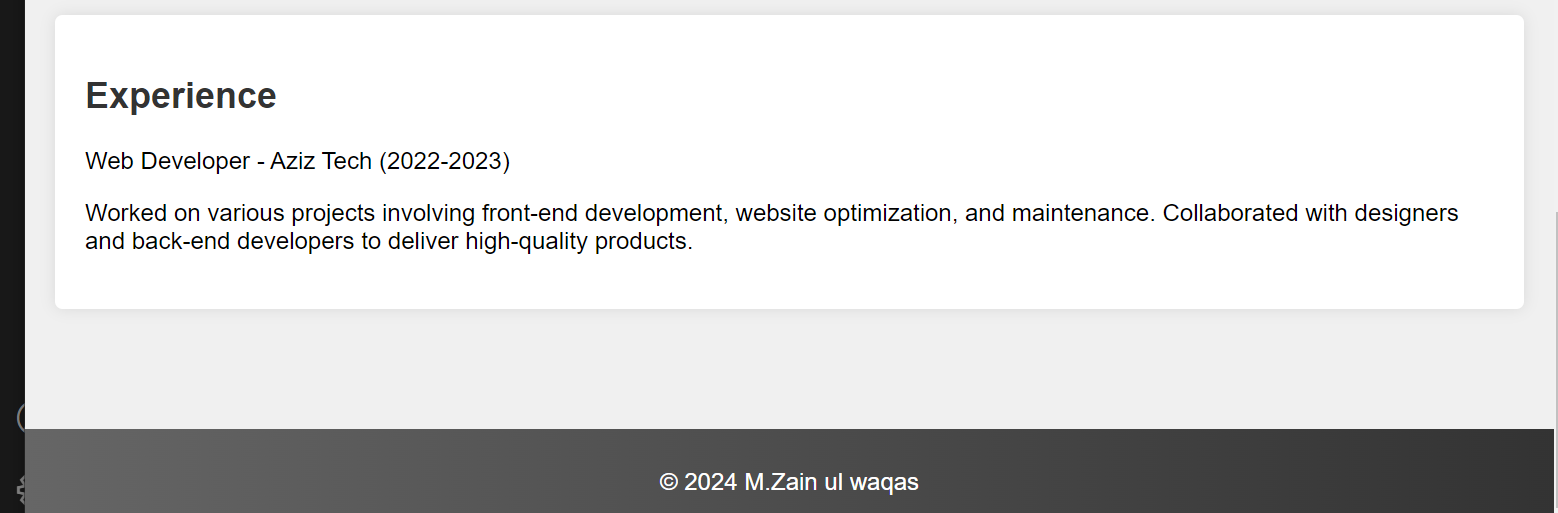 Experience
Web Developer - Aziz Tech (2022-2023)
Worked on various projects involving front-end development, website optimization, and maintenance. Collaborated with designers
and back-end developers to deliver high-quality products.
© 2024 M.Zain ul waqas